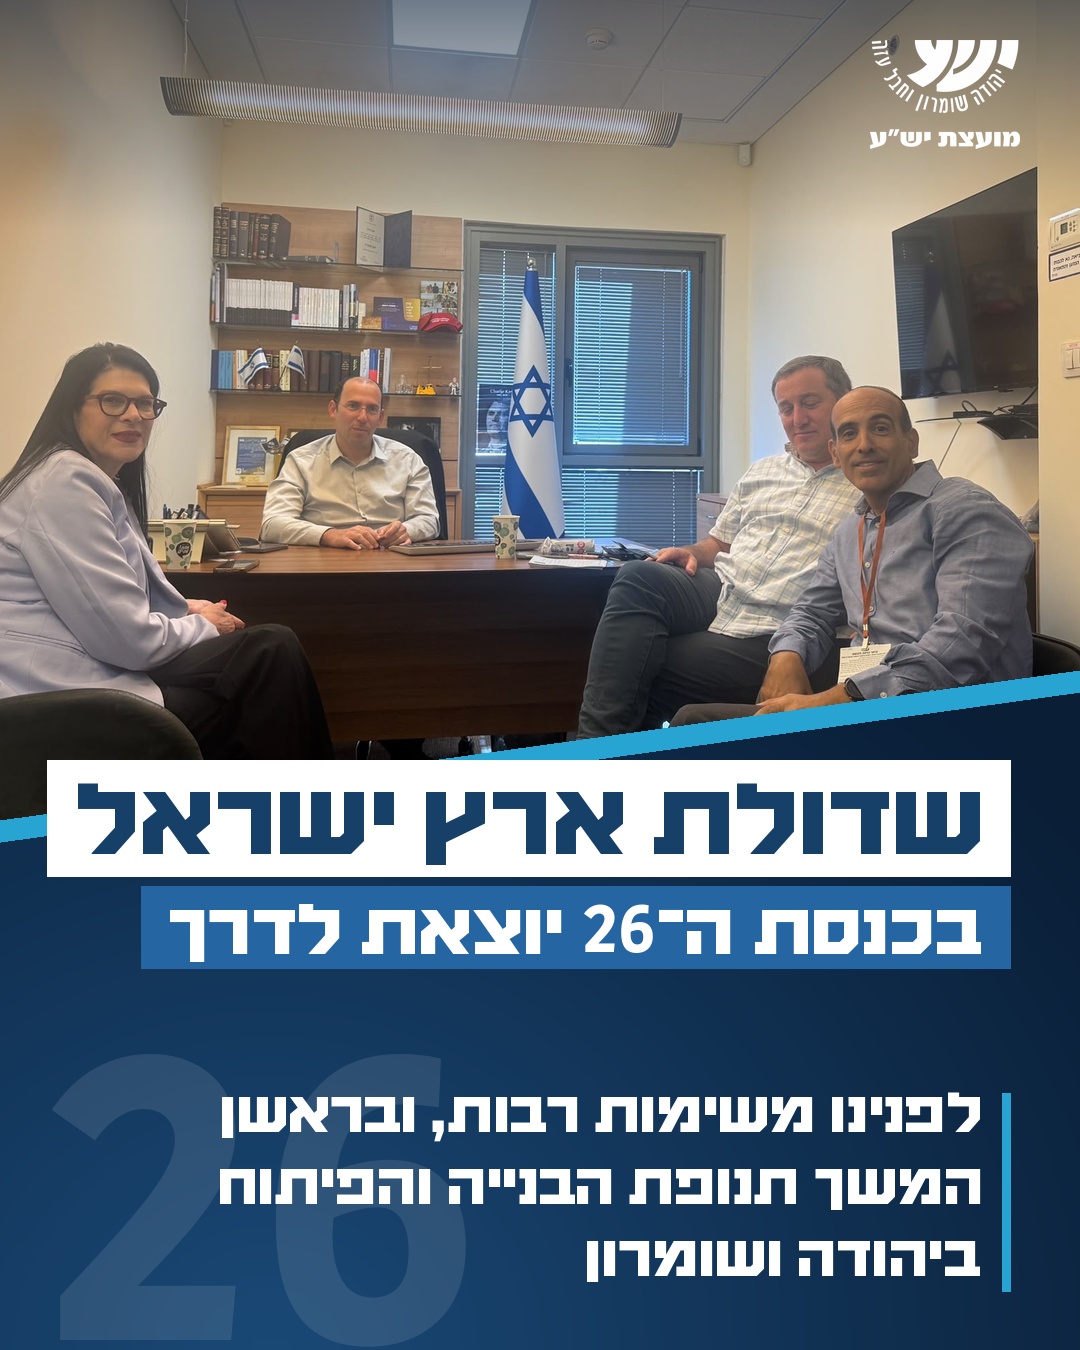 ישע
יהודה שומרון וחבל עזה
מועצת יש"ע
שדולת ארץ ישראל
בכנסת ה־26 יוצאת לדרך
26
לפנינו משימות רבות, ובראשן
המשך תנופת הבנייה והפיתוח
ביהודה ושומרון